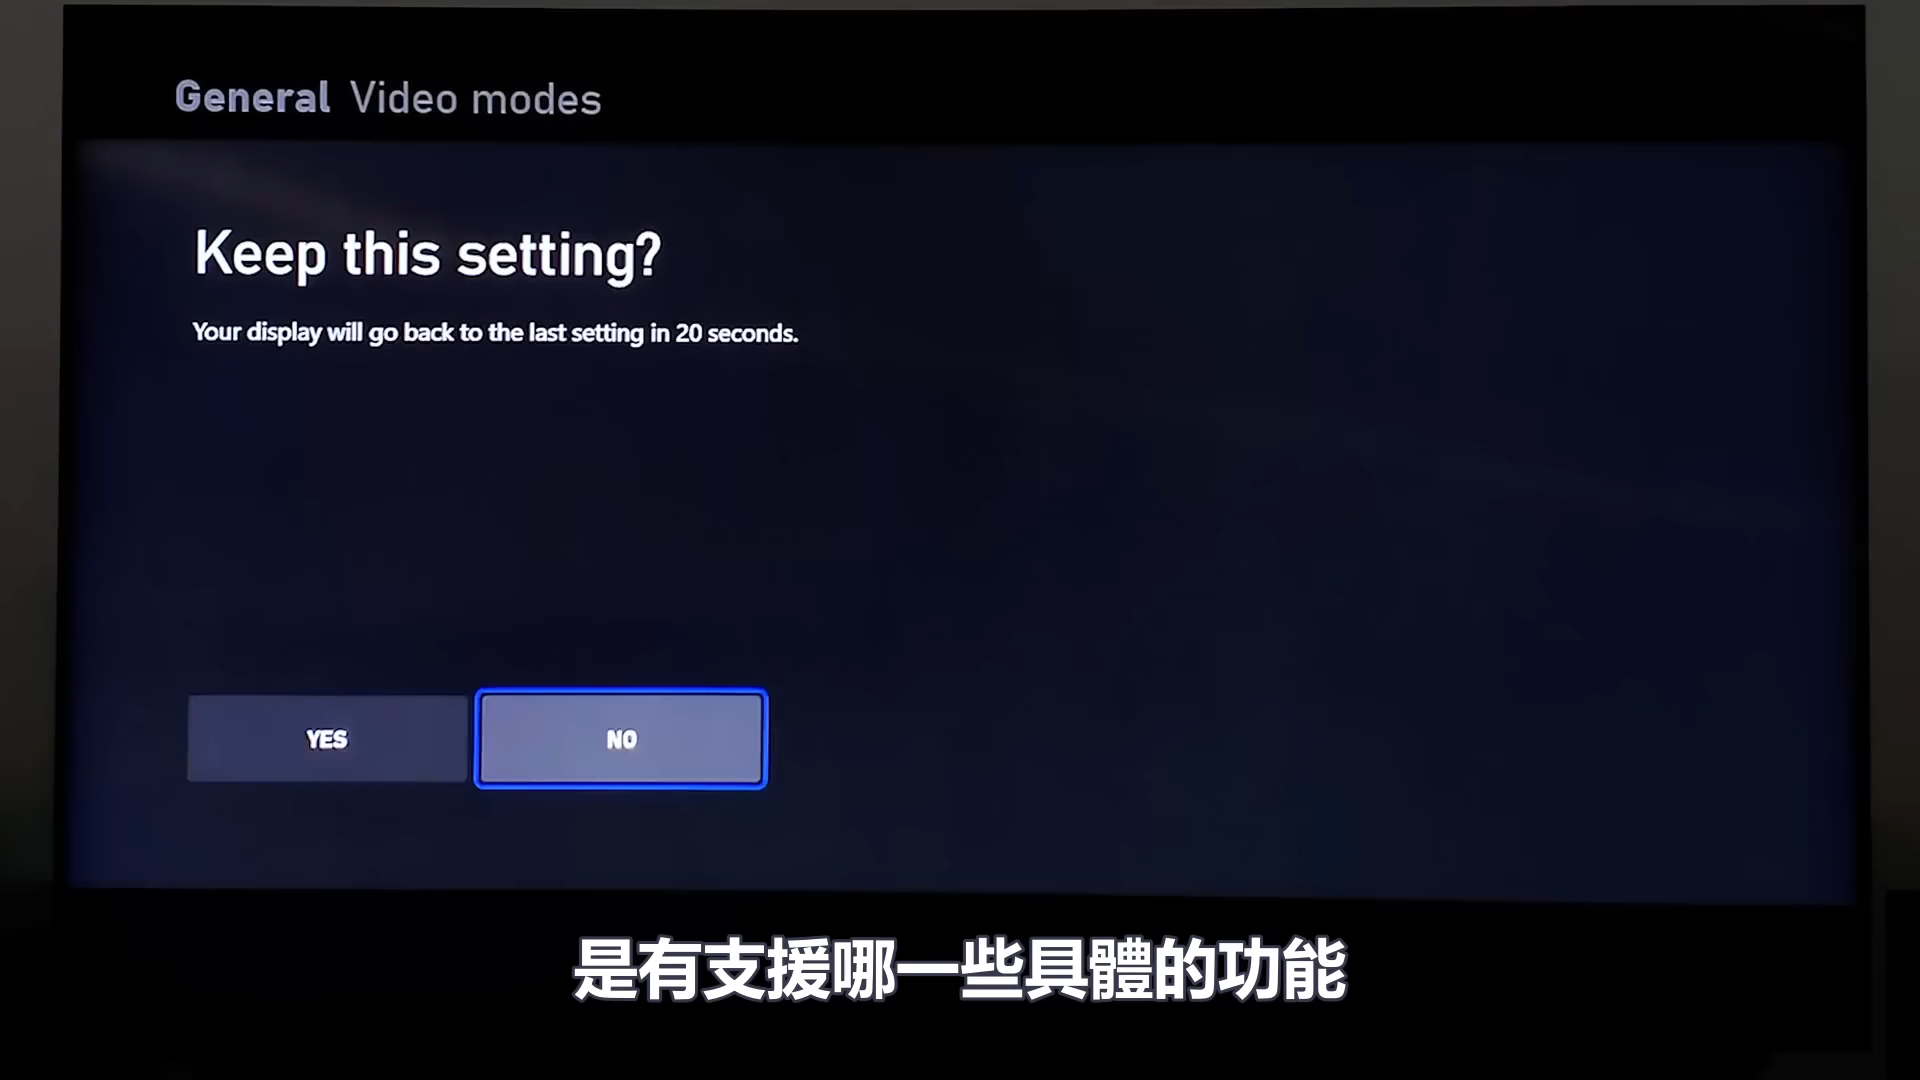 General Video modes
Keep this setting?
Your display will go back to the last setting in 20 seconds.
YES
NO
是有支援哪一些具體的功能